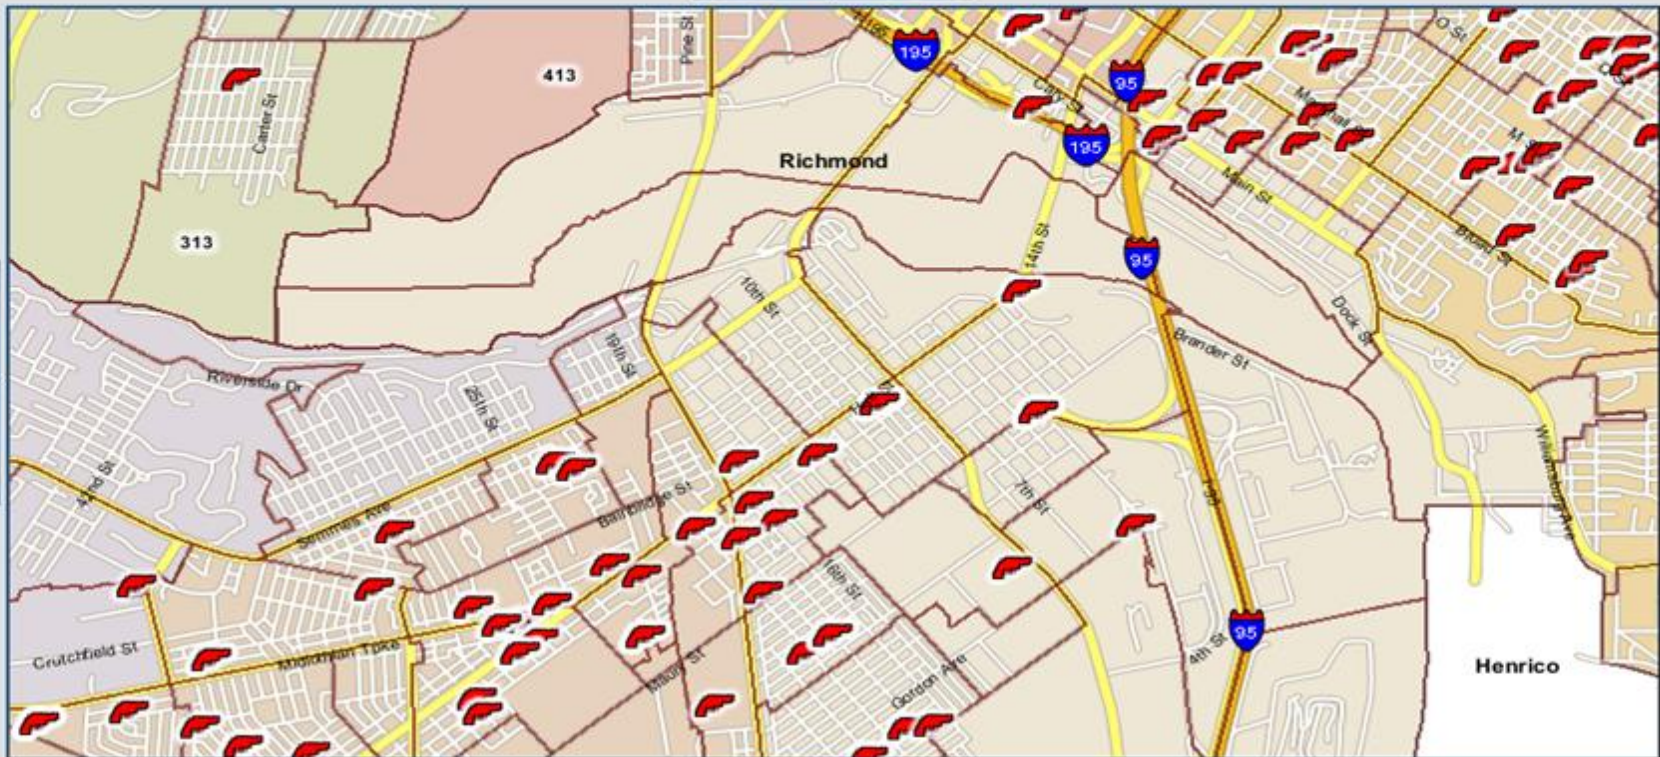 Pine St
195
O St
413
Carter St
Cary St
95
Marshall St
Richmond
195
M St
Main St
313
14th St
95
Broad St
10th St
Dock St
19th St
Brander St
Riverside Dr
25th St
42nd St
Bainbridge St
7th St
I-95
Williamsburg Av
Semmes Ave
16th St
Crutchfield St
Midlothian Tpke
Maury St
4th St
95
Gordon Ave
Henrico